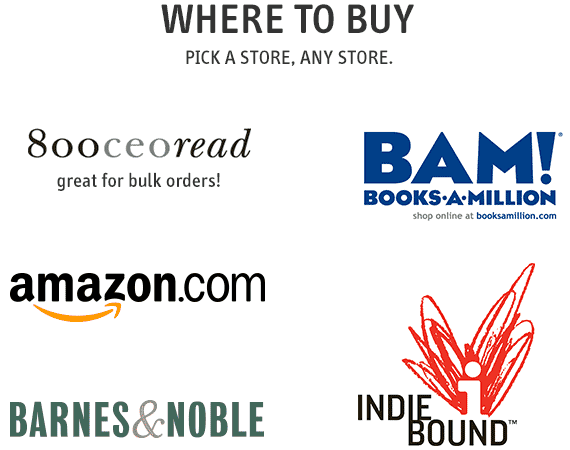 WHERE TO BUY
PICK A STORE, ANY STORE.
800ceoread
great for bulk orders!
BAM!®
BOOKS·A·MILLION
shop online at booksamillion.com
amazon.com
BARNES&NOBLE
i
INDIE
BOUND™